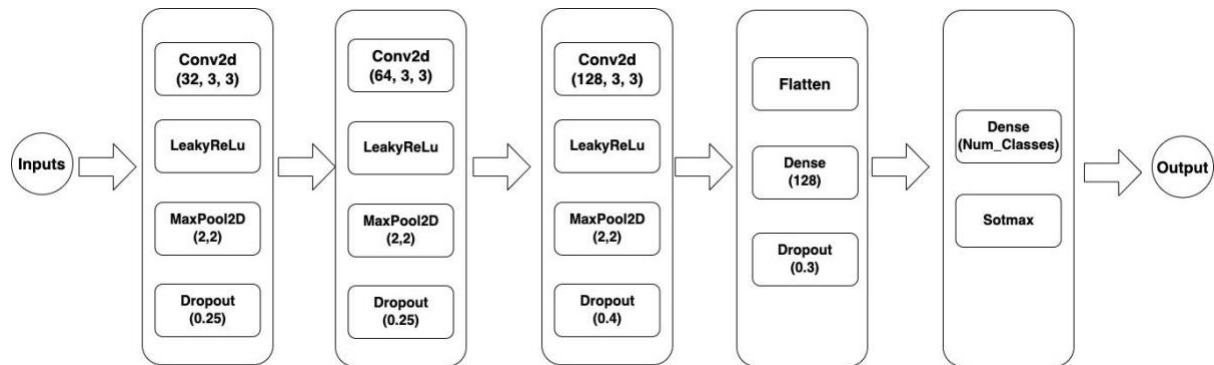 Inputs
Conv2d
(32, 3, 3)
LeakyReLu
MaxPool2D
(2,2)
Dropout
(0.25)
Conv2d
(64, 3, 3)
LeakyReLu
MaxPool2D
(2,2)
Dropout
(0.25)
Conv2d
(128, 3, 3)
LeakyReLu
MaxPool2D
(2,2)
Dropout
(0.4)
Flatten
Dense
(128)
Dropout
(0.3)
Dense
(Num_Classes)
Sotmax
Output